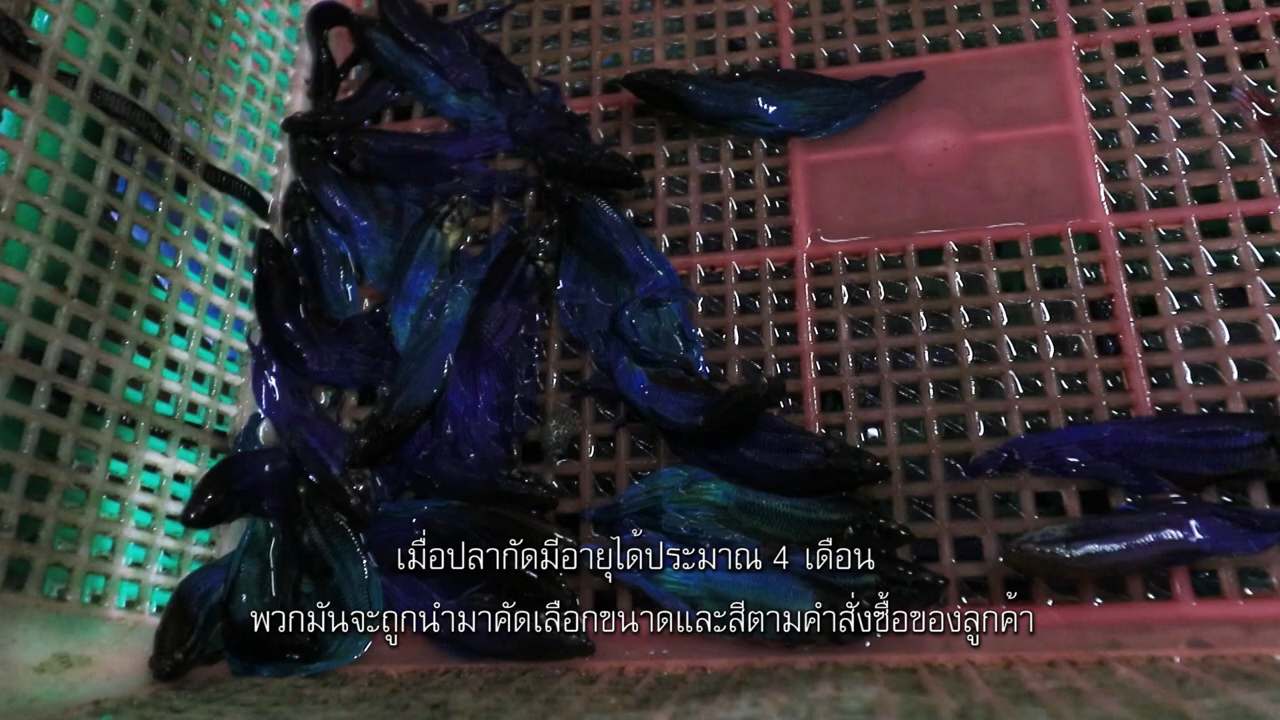 เมื่อปลากัดมีอายุได้ประมาณ 4 เดือน
พวกมันจะถูกนำมาคัดเลือกขนาดและสีตามคำสั่งซื้อของลูกค้า